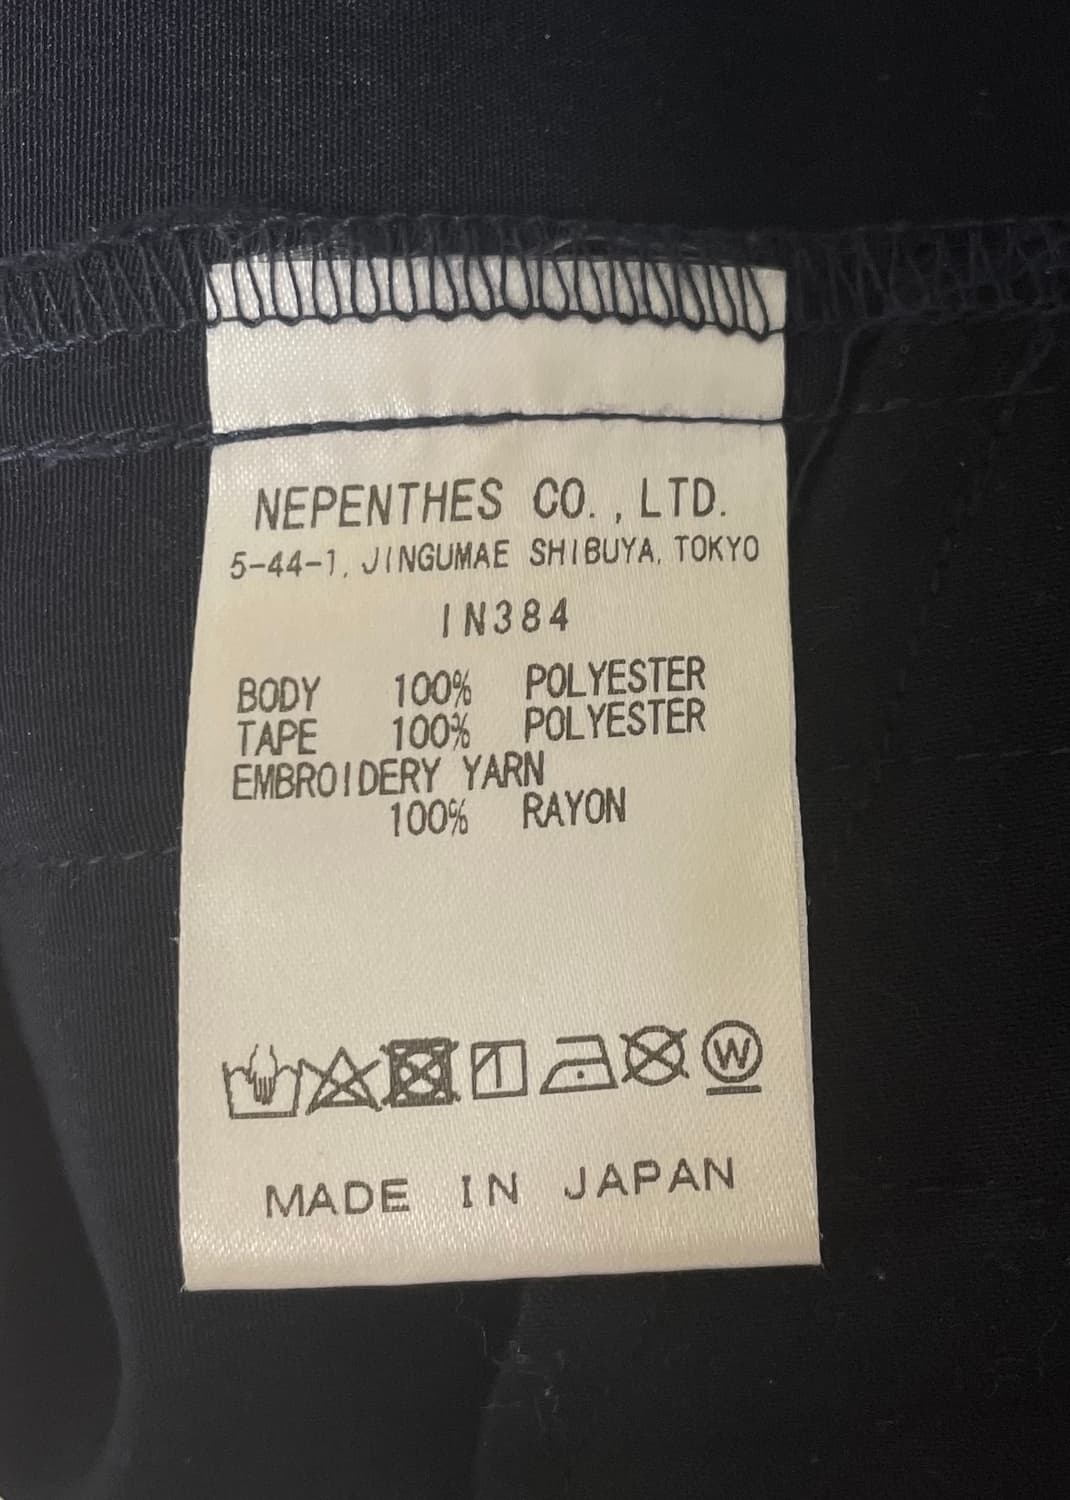 NEPENTHES CO., LTD.
5-44-1, JINGUMAE SHIBUYA, TOKYO
IN384
BODY 100% POLYESTER
TAPE 100% POLYESTER
EMBROIDERY YARN
100% RAYON
W
MADE IN JAPAN